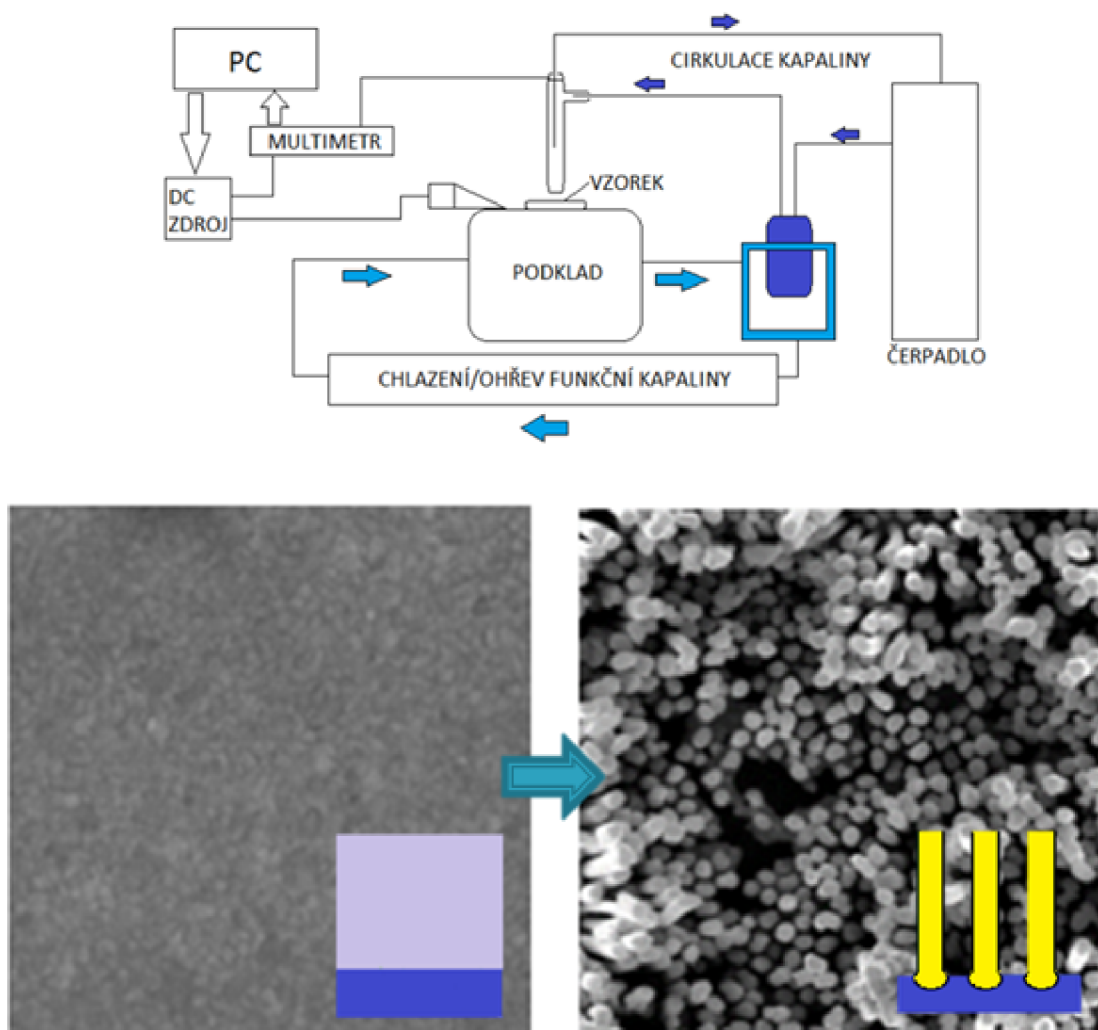 PC
CIRKULACE KAPALINY
MULTIMETR
VZOREK
DC
ZDROJ
PODKLAD
ČERPADLO
CHLAZENÍ/OHŘEV FUNKČNÍ KAPALINY